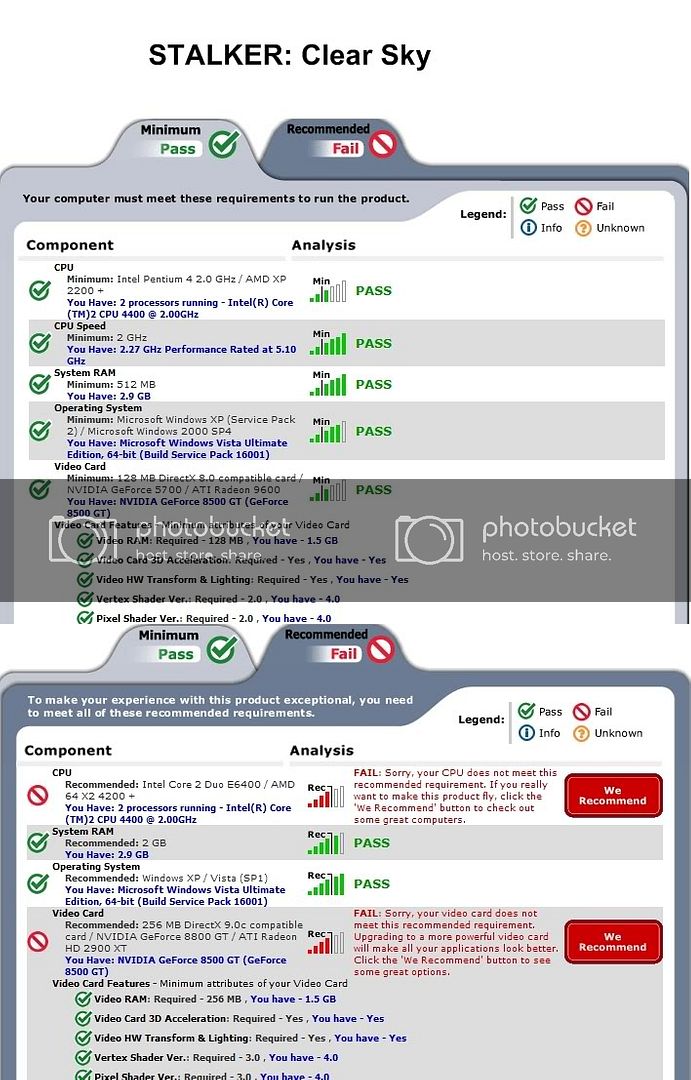 STALKER: Clear Sky
Minimum
Pass
Recommended
Fail
Your computer must meet these requirements to run the product.
Legend:
Pass
Fail
Info
Unknown
Component
Analysis
CPU
Minimum: Intel Pentium 4 2.0 GHz / AMD XP
2200 +
You Have: 2 processors running - Intel(R) Core
(TM)2 CPU 4400 @ 2.00GHz
Min
PASS
CPU Speed
Minimum: 2 GHz
You Have: 2.27 GHz Performance Rated at 5.10
GHz
Min
PASS
System RAM
Minimum: 512 MB
You Have: 2.9 GB
Min
PASS
Operating System
Minimum: Microsoft Windows XP (Service Pack
2) / Microsoft Windows 2000 SP4
You Have: Microsoft Windows Vista Ultimate
Edition, 64-bit (Build Service Pack 16001)
Min
PASS
Video Card
Minimum: 128 MB DirectX 8.0 compatible card /
NVIDIA GeForce 5700 / ATI Radeon 9600
You Have: NVIDIA GeForce 8500 GT (GeForce
8500 GT)
Min
PASS
Video Card Features - Minimum attributes of your Video Card
Video RAM: Required - 128 MB , You have - 1.5 GB
Video Card 3D Acceleration: Required - Yes , You have - Yes
Video HW Transform & Lighting: Required - Yes , You have - Yes
Vertex Shader Ver.: Required - 2.0 , You have - 4.0
Pixel Shader Ver.: Required - 2.0 , You have - 4.0
photobucket
host. store. share.
photobucket
host. store. share.
Minimum
Pass
Recommended
Fail
To make your experience with this product exceptional, you need
to meet all of these recommended requirements.
Legend:
Pass
Fail
Info
Unknown
Component
Analysis
CPU
Recommended: Intel Core 2 Duo E6400 / AMD
64 X2 4200 +
You Have: 2 processors running - Intel(R) Core
(TM)2 CPU 4400 @ 2.00GHz
Rec
FAIL: Sorry, your CPU does not meet this
recommended requirement. If you really
want to make this product fly, click the
'We Recommend' button to check out
some great computers.
We
Recommend
System RAM
Recommended: 2 GB
You Have: 2.9 GB
Rec
PASS
Operating System
Recommended: Windows XP / Vista (SP1)
You Have: Microsoft Windows Vista Ultimate
Edition, 64-bit (Build Service Pack 16001)
Rec
PASS
Video Card
Recommended: 256 MB DirectX 9.0c compatible
card / NVIDIA GeForce 8800 GT / ATI Radeon
HD 2900 XT
You Have: NVIDIA GeForce 8500 GT (GeForce
8500 GT)
Rec
FAIL: Sorry, your video card does not
meet this recommended requirement.
Upgrading to a more powerful video card
will make all your applications look better.
Click the 'We Recommend' button to see
some great options.
We
Recommend
Video Card Features - Minimum attributes of your Video Card
Video RAM: Required - 256 MB , You have - 1.5 GB
Video Card 3D Acceleration: Required - Yes , You have - Yes
Video HW Transform & Lighting: Required - Yes , You have - Yes
Vertex Shader Ver.: Required - 3.0 , You have - 4.0
Pixel Shader Ver.: Required - 3.0 , You have - 4.0